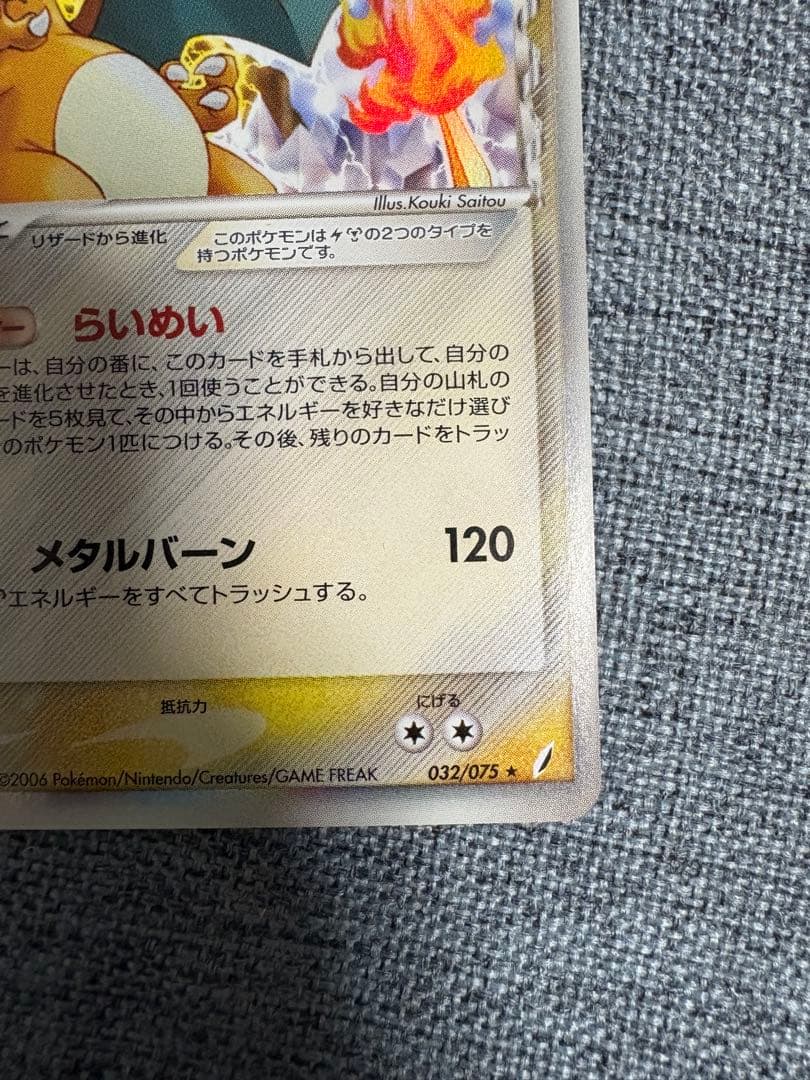 Illus.Kouki Saitou
リザードから進化
このポケモンは の2つのタイプを
持つポケモンです。
らいめい
ーは、自分の番に、このカードを手札から出して、自分の
を進化させたとき、1回使うことができる。自分の山札の
ードを5枚見て、その中からエネルギーを好きなだけ選び
のポケモン1匹につける。その後、残りのカードをトラッ
メタルバーン 120
エネルギーをすべてトラッシュする。
抵抗力
にげる
©2006 Pokémon/Nintendo/Creatures/GAME FREAK
032/075 ★